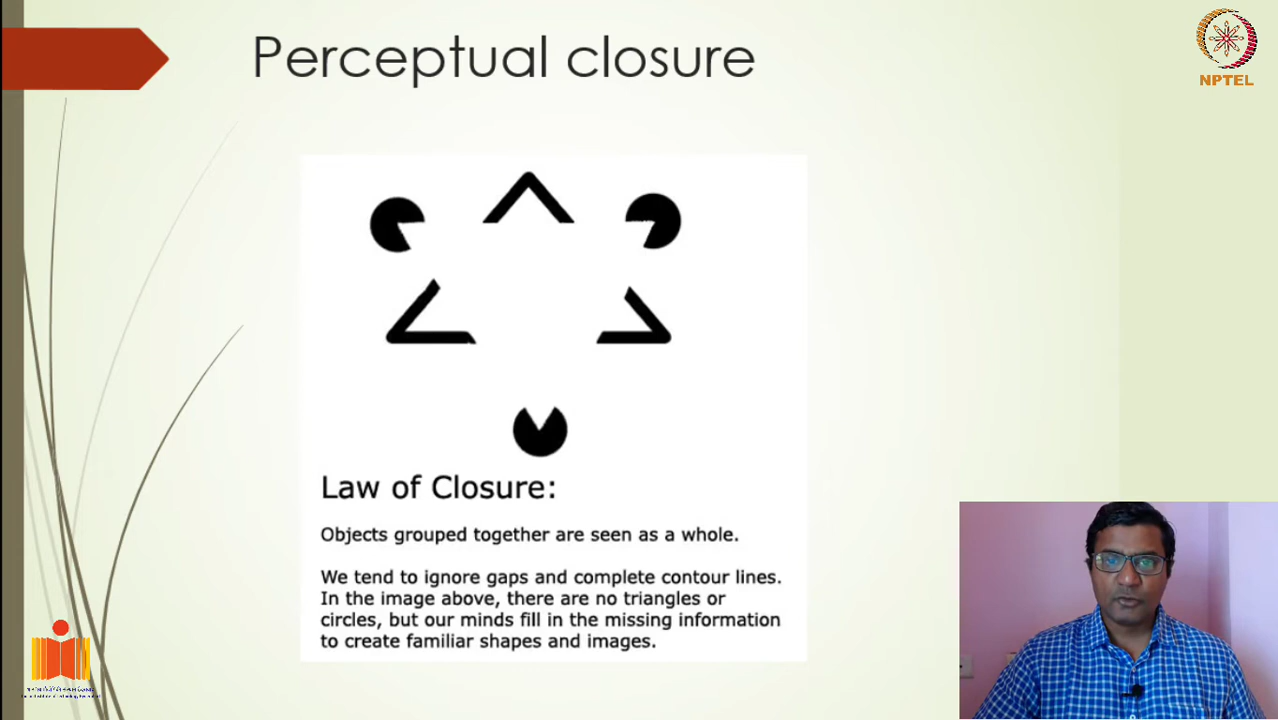 Perceptual closure
NPTEL
Law of Closure:
Objects grouped together are seen as a whole.
We tend to ignore gaps and complete contour lines.
In the image above, there are no triangles or
circles, but our minds fill in the missing information
to create familiar shapes and images.